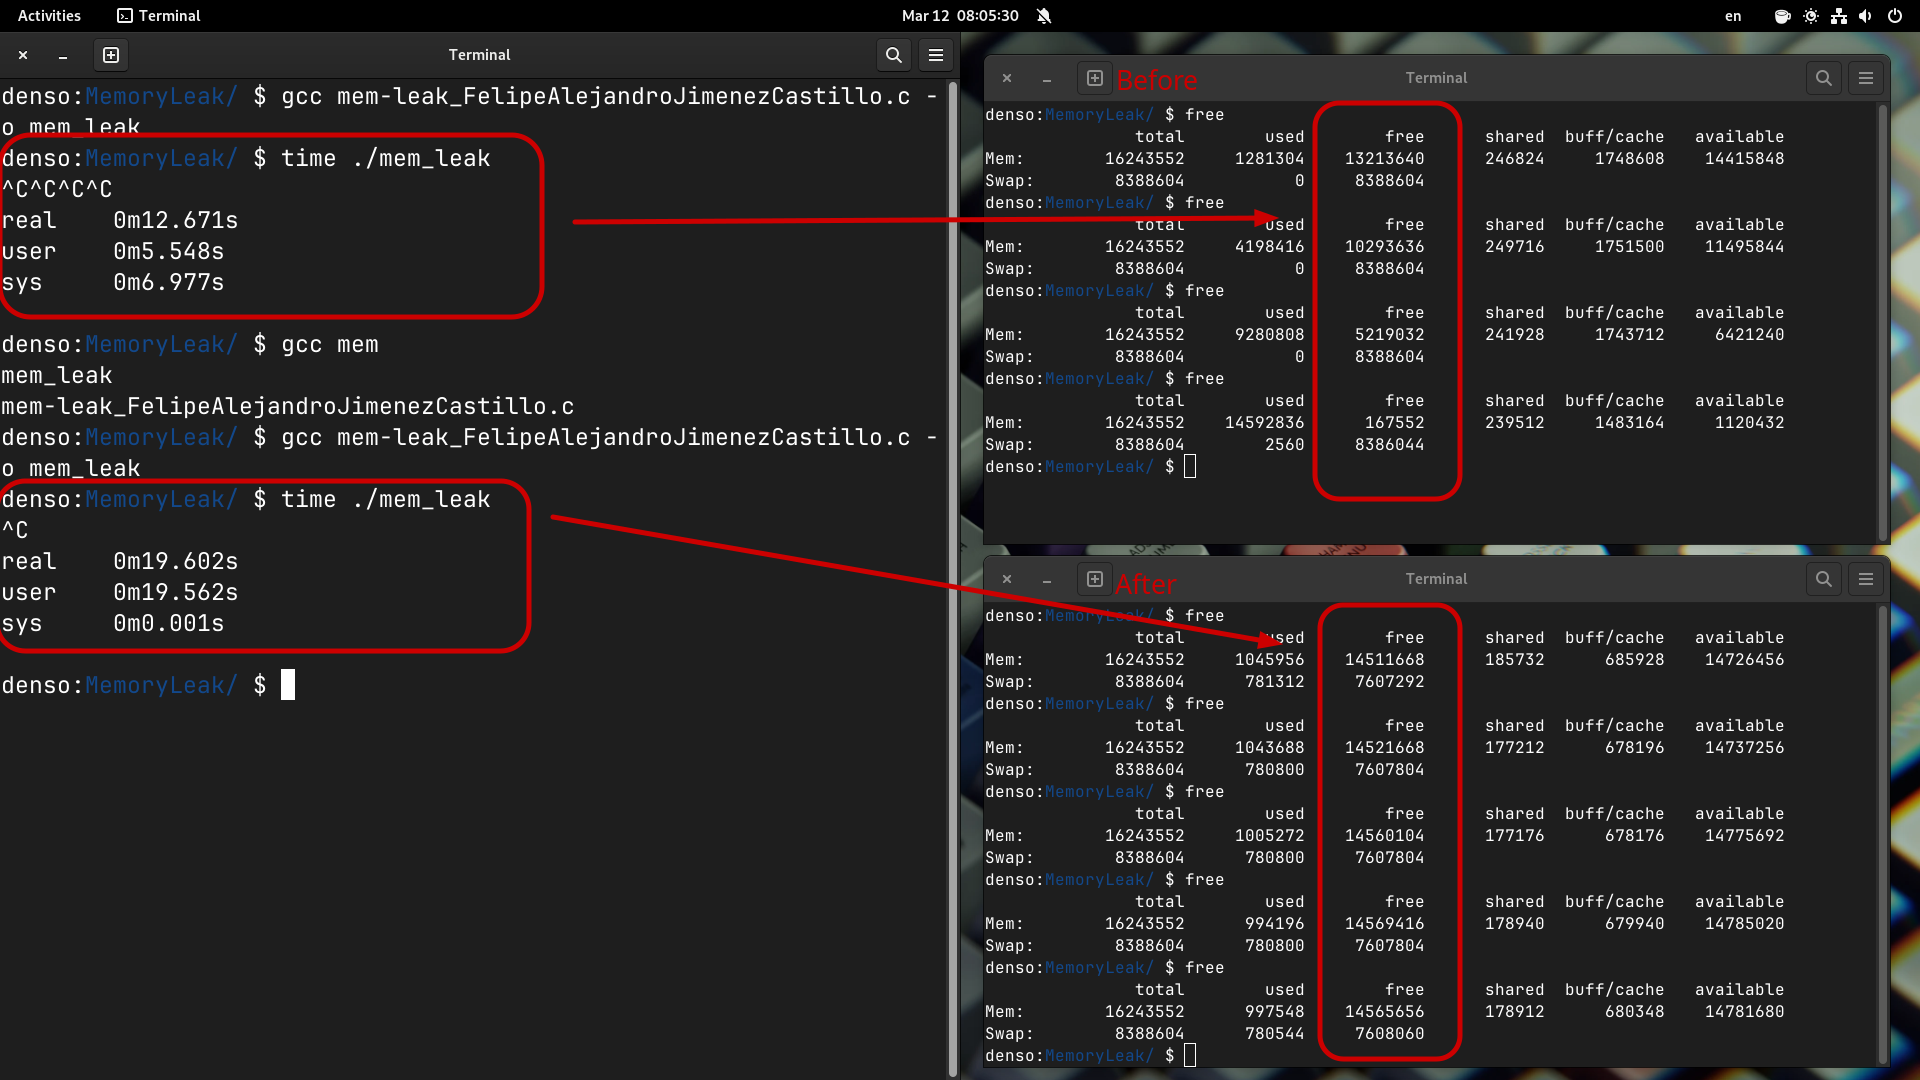 Activities Terminal Mar 12 08:05:30 en
Terminal
denso:MemoryLeak/ $ gcc mem-leak_FelipeAlejandroJimenezCastillo.c -
o mem_leak
denso:MemoryLeak/ $ time ./mem_leak
^C^C^C^C
real 0m12.671s
user 0m5.548s
sys 0m6.977s
denso:MemoryLeak/ $ gcc mem
mem_leak
mem-leak_FelipeAlejandroJimenezCastillo.c
denso:MemoryLeak/ $ gcc mem-leak_FelipeAlejandroJimenezCastillo.c -
o mem_leak
denso:MemoryLeak/ $ time ./mem_leak
^C
real 0m19.602s
user 0m19.562s
sys 0m0.001s
denso:MemoryLeak/ $
Before Terminal
denso:MemoryLeak/ $ free
total used free shared buff/cache available
Mem: 16243552 1281304 13213640 246824 1748608 14415848
Swap: 8388604 0 8388604
denso:MemoryLeak/ $ free
total used free shared buff/cache available
Mem: 16243552 4198416 10293636 249716 1751500 11495844
Swap: 8388604 0 8388604
denso:MemoryLeak/ $ free
total used free shared buff/cache available
Mem: 16243552 9280808 5219032 241928 1743712 6421240
Swap: 8388604 0 8388604
denso:MemoryLeak/ $ free
total used free shared buff/cache available
Mem: 16243552 14592836 167552 239512 1483164 1120432
Swap: 8388604 2560 8386044
denso:MemoryLeak/ $
After Terminal
denso:MemoryLeak/ $ free
total used free shared buff/cache available
Mem: 16243552 1045956 14511668 185732 685928 14726456
Swap: 8388604 781312 7607292
denso:MemoryLeak/ $ free
total used free shared buff/cache available
Mem: 16243552 1043688 14521668 177212 678196 14737256
Swap: 8388604 780800 7607804
denso:MemoryLeak/ $ free
total used free shared buff/cache available
Mem: 16243552 1005272 14560104 177176 678176 14775692
Swap: 8388604 780800 7607804
denso:MemoryLeak/ $ free
total used free shared buff/cache available
Mem: 16243552 994196 14569416 178940 679940 14785020
Swap: 8388604 780800 7607804
denso:MemoryLeak/ $ free
total used free shared buff/cache available
Mem: 16243552 997548 14565656 178912 680348 14781680
Swap: 8388604 780544 7608060
denso:MemoryLeak/ $